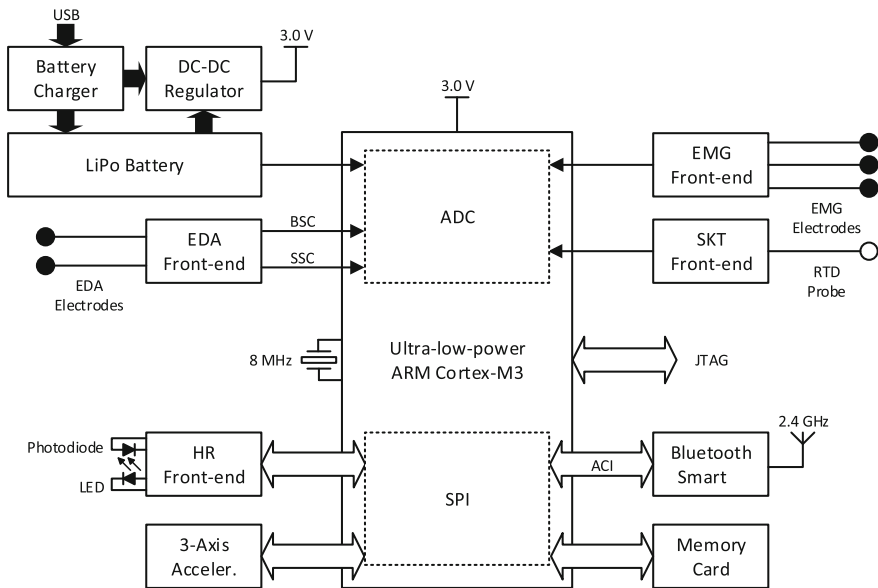 USB
Battery
Charger
DC-DC
Regulator
3.0 V
3.0 V
LiPo Battery
ADC
EMG
Front-end
EMG
Electrodes
EDA
Front-end
BSC
SSC
EDA
Electrodes
SKT
Front-end
RTD
Probe
8 MHz
Ultra-low-power
ARM Cortex-M3
JTAG
Photodiode
LED
HR
Front-end
SPI
ACI
Bluetooth
Smart
2.4 GHz
3-Axis
Acceler.
Memory
Card